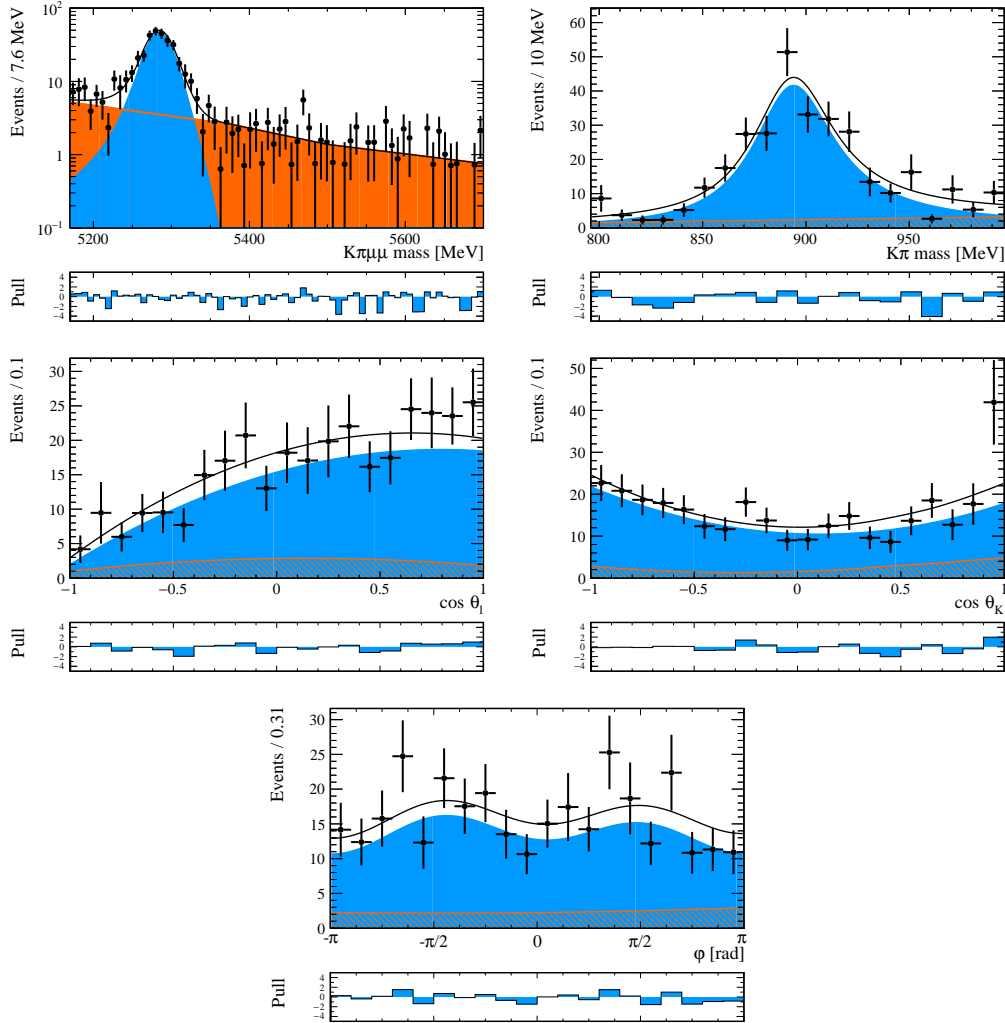 Events / 7.6 MeV
10²
10
1
10⁻¹
5200 5400 5600
Kπμμ mass [MeV]
Pull
4
2
0
−2
−4
Events / 10 MeV
60
50
40
30
20
10
0
800 850 900 950
Kπ mass [MeV]
Pull
4
2
0
−2
−4
Events / 0.1
30
25
20
15
10
5
0
−1 −0.5 0 0.5 1
cos θl
Pull
4
2
0
−2
−4
Events / 0.1
50
40
30
20
10
0
−1 −0.5 0 0.5 1
cos θK
Pull
4
2
0
−2
−4
Events / 0.31
30
25
20
15
10
5
0
-π -π/2 0 π/2 π
φ [rad]
Pull
4
2
0
−2
−4